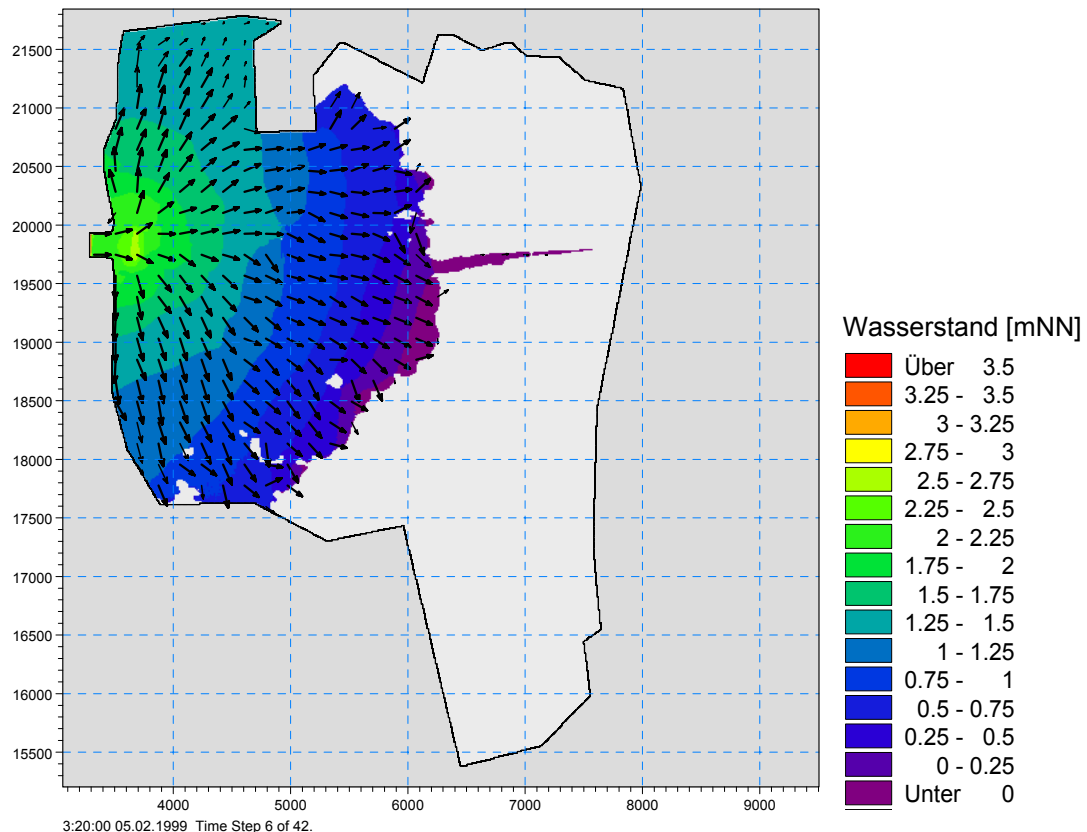 21500
21000
20500
20000
19500
19000
18500
18000
17500
17000
16500
16000
15500
4000 5000 6000 7000 8000 9000
3:20:00 05.02.1999 Time Step 6 of 42.
Wasserstand [mNN]
Über 3.5
3.25 - 3.5
3 - 3.25
2.75 - 3
2.5 - 2.75
2.25 - 2.5
2 - 2.25
1.75 - 2
1.5 - 1.75
1.25 - 1.5
1 - 1.25
0.75 - 1
0.5 - 0.75
0.25 - 0.5
0 - 0.25
Unter 0